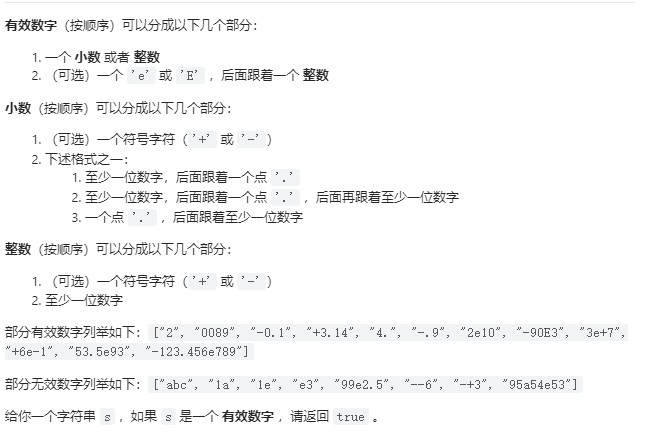 有效数字（按顺序）可以分成以下几个部分：
1. 一个 小数 或者 整数
2. （可选）一个 'e' 或 'E' ，后面跟着一个 整数
小数（按顺序）可以分成以下几个部分：
1. （可选）一个符号字符（'+' 或 '-'）
2. 下述格式之一：
1. 至少一位数字，后面跟着一个点 '.'
2. 至少一位数字，后面跟着一个点 '.' ，后面再跟着至少一位数字
3. 一个点 '.' ，后面跟着至少一位数字
整数（按顺序）可以分成以下几个部分：
1. （可选）一个符号字符（'+' 或 '-'）
2. 至少一位数字
部分有效数字列举如下：["2", "0089", "-0.1", "+3.14", "4.", "-.9", "2e10", "-90E3", "3e+7",
"+6e-1", "53.5e93", "-123.456e789"]
部分无效数字列举如下：["abc", "1a", "1e", "e3", "99e2.5", "--6", "-+3", "95a54e53"]
给你一个字符串 s ，如果 s 是一个 有效数字 ，请返回 true 。